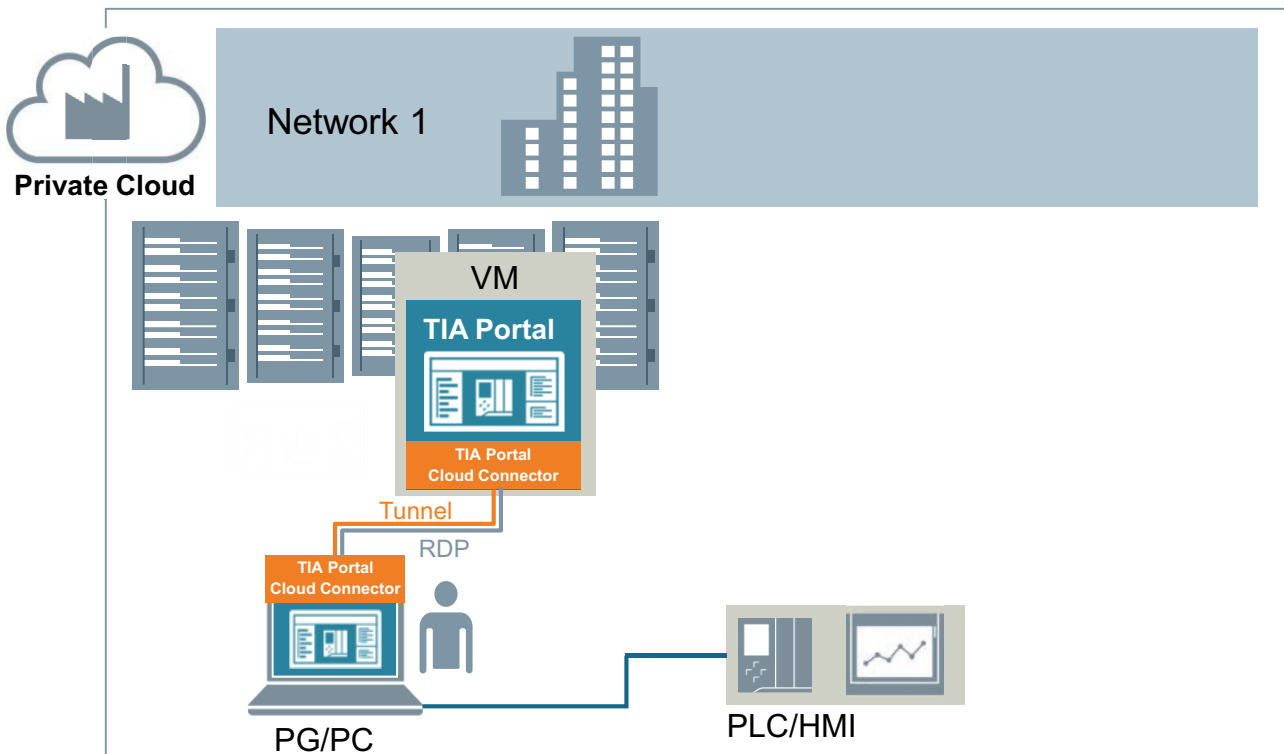 Network 1
Private Cloud
VM
TIA Portal
TIA Portal
Cloud Connector
Tunnel
RDP
TIA Portal
Cloud Connector
PG/PC
PLC/HMI